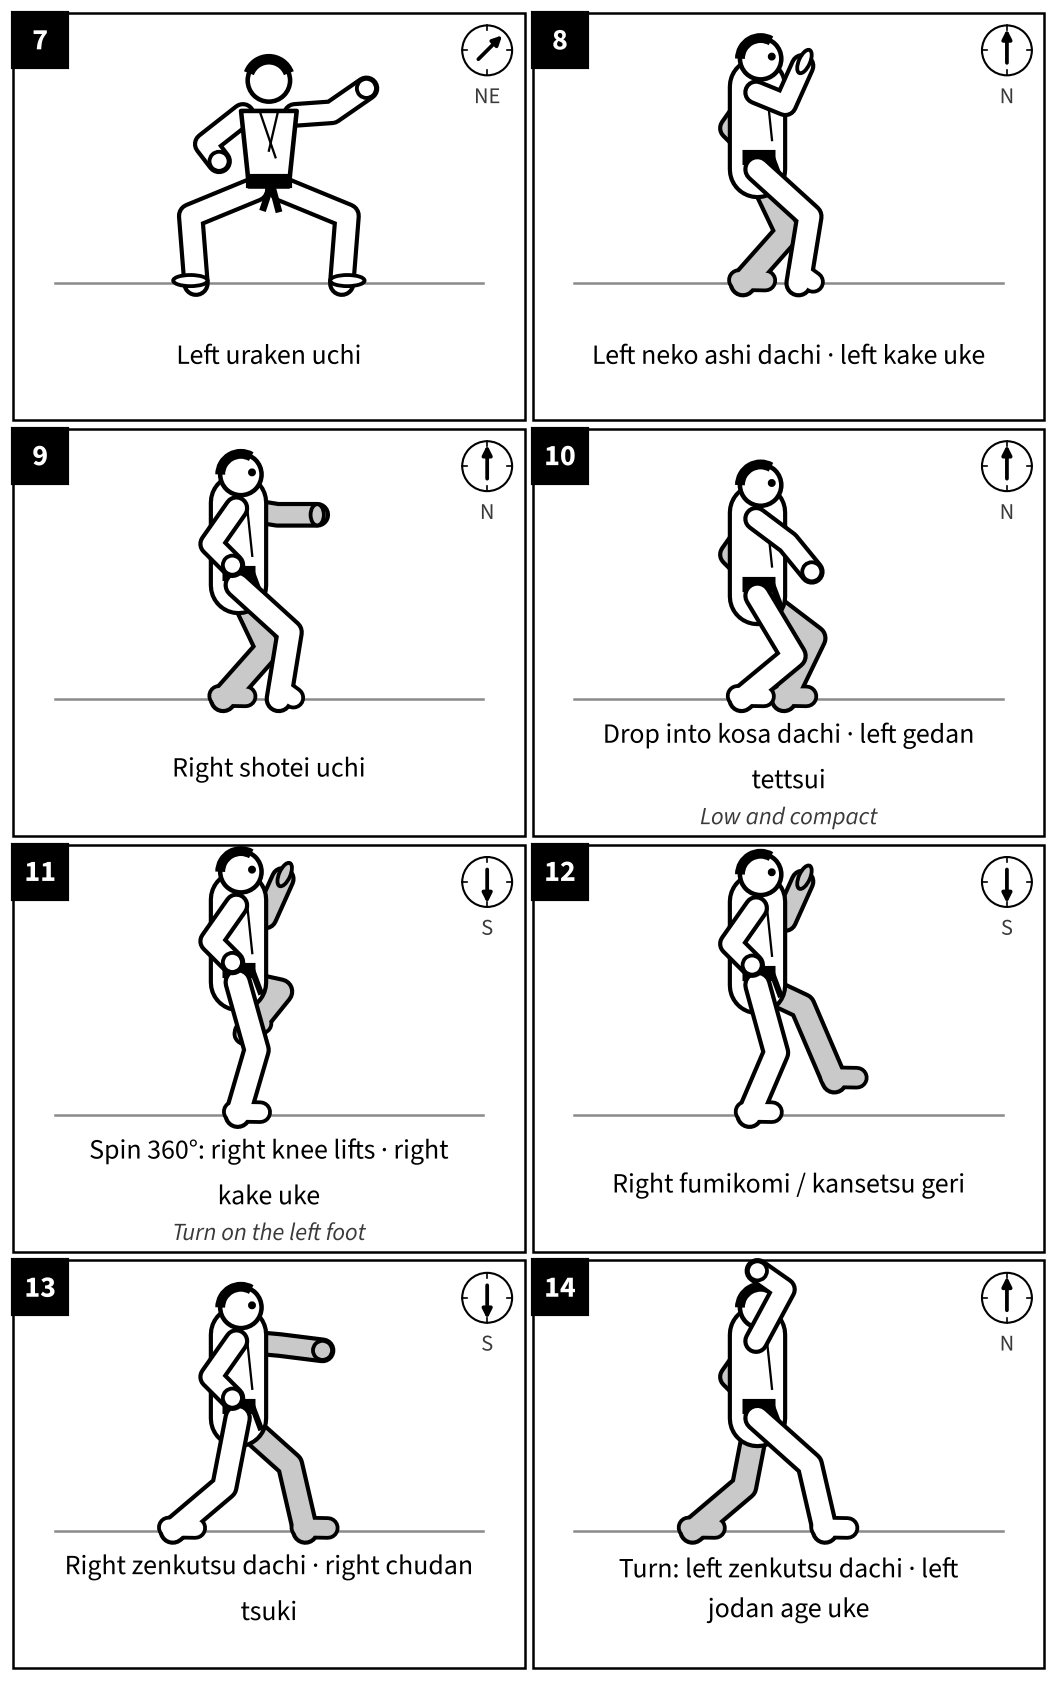 7
NE
Left uraken uchi
8
N
Left neko ashi dachi · left kake uke
9
N
Right shotei uchi
10
N
Drop into kosa dachi · left gedan
tettsui
Low and compact
11
S
Spin 360°: right knee lifts · right
kake uke
Turn on the left foot
12
S
Right fumikomi / kansetsu geri
13
S
Right zenkutsu dachi · right chudan
tsuki
14
N
Turn: left zenkutsu dachi · left
jodan age uke